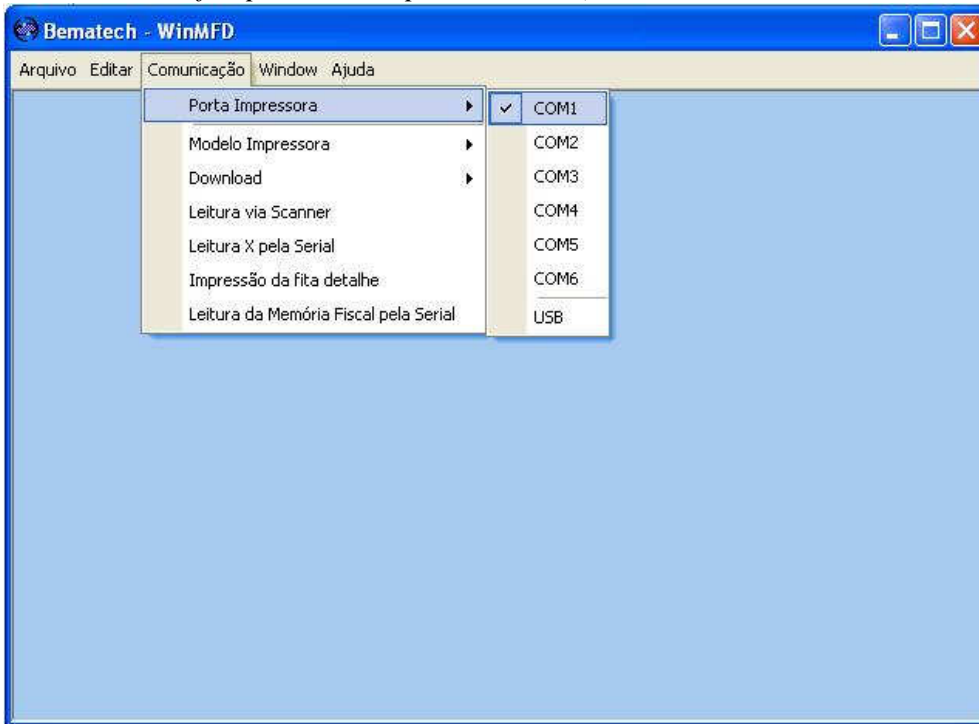 Bematech - WinMFD
Arquivo Editar Comunicação Window Ajuda
Porta Impressora
Modelo Impressora
Download
Leitura via Scanner
Leitura X pela Serial
Impressão da fita detalhe
Leitura da Memória Fiscal pela Serial
COM1
COM2
COM3
COM4
COM5
COM6
USB